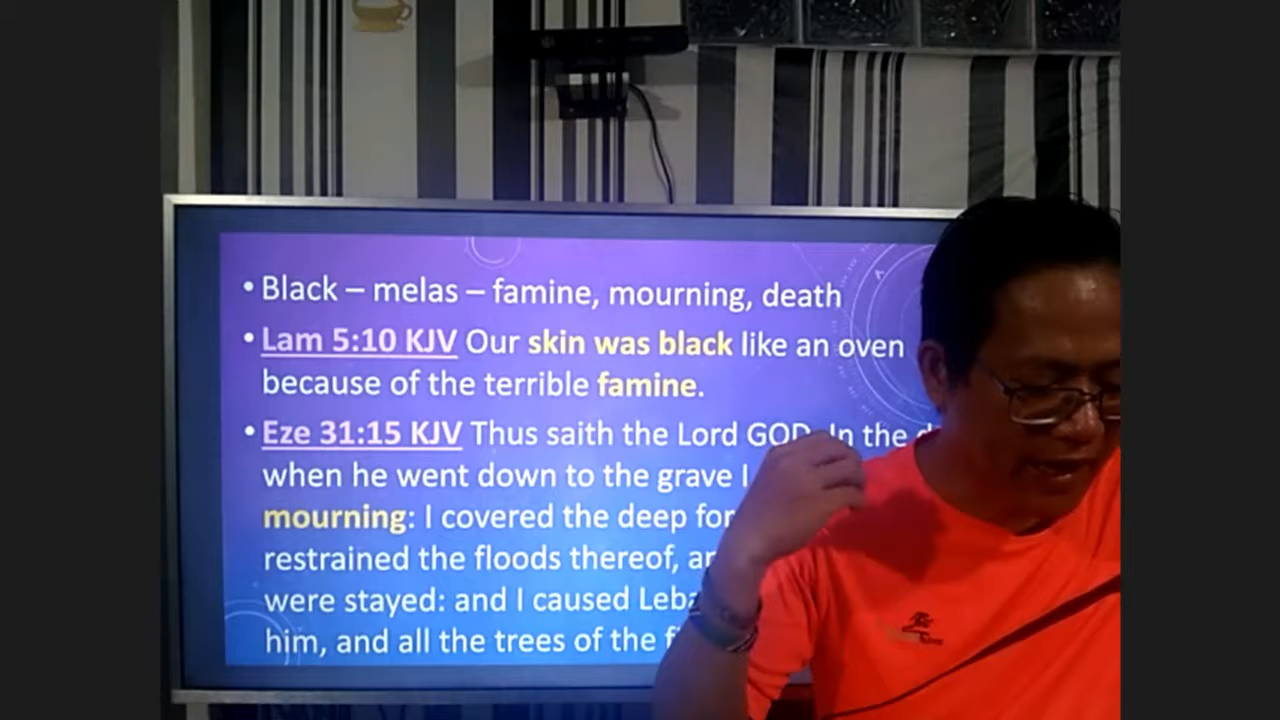 • Black – melas – famine, mourning, death
• Lam 5:10 KJV Our skin was black like an oven
because of the terrible famine.
• Eze 31:15 KJV Thus saith the Lord GOD In the
when he went down to the grave I
mourning: I covered the deep for
restrained the floods thereof,
were stayed: and I caused
him, and all the trees of the